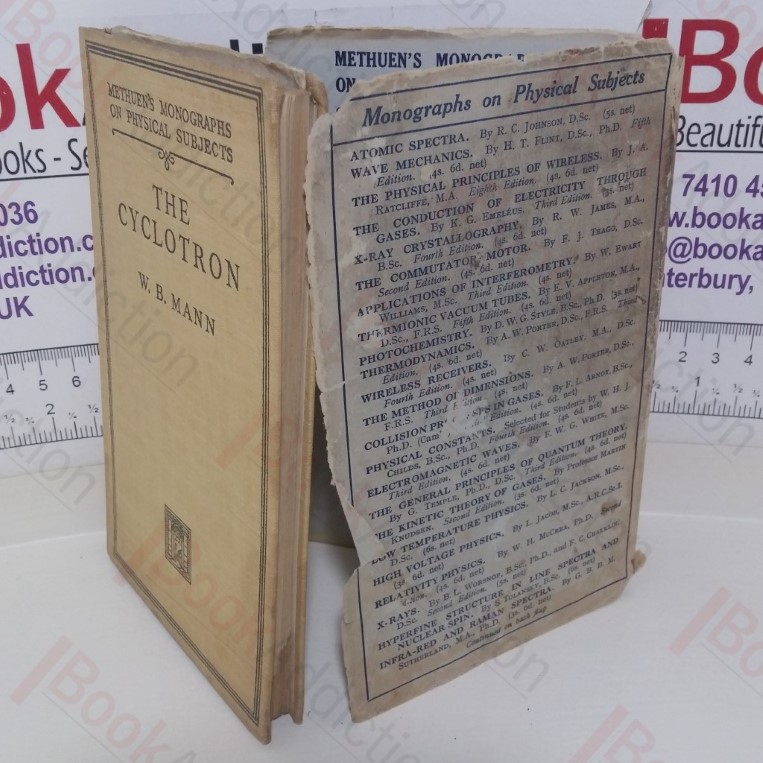 METHUEN'S MONOGRAPHS
ON PHYSICAL SUBJECTS
THE
CYCLOTRON
W. B. MANN
METHUEN'S
ON
Monographs on Physical Subjects
ATOMIC SPECTRA. By R. C. JOHNSON, D.Sc. (5s. net)
WAVE MECHANICS. By H. T. FLINT, D.Sc., Ph.D. Fifth
Edition. (4s. 6d. net)
THE PHYSICAL PRINCIPLES OF WIRELESS. By J. A.
RATCLIFFE, M.A. Eighth Edition. (4s. 6d. net)
THE CONDUCTION OF ELECTRICITY THROUGH
GASES. By K. G. EMELÉUS, Third Edition. net)
X-RAY CRYSTALLOGRAPHY. By R. W. JAMES, M.A.,
B.Sc. Fourth Edition. (4s. 6d. net)
THE COMMUTATOR MOTOR. By F. J. TEAGO, D.Sc.
Second Edition. (4s. 6d. net)
APPLICATIONS OF INTERFEROMETRY. By W. EWART
WILLIAMS, M.Sc. Third Edition. (4s. net)
THERMIONIC VACUUM TUBES. By E. V. APPLETON, M.A.,
D.Sc., F.R.S. Fifth Edition. (4s. 6d. net)
PHOTOCHEMISTRY. By D. W. G. STYLE, B.Sc., Ph.D. net)
THERMODYNAMICS. By A. W. PORTER, D.Sc., F.R.S. Third
Edition. (4s. 6d. net)
WIRELESS RECEIVERS. By C. W. OATLEY, M.A., D.Sc.
Fourth Edition. (4s. net)
THE METHOD OF DIMENSIONS. By A. W. PORTER, D.Sc.,
F.R.S. Third (4s. net)
COLLISION IN GASES. By F. L. ARNOT, B.Sc.,
Ph.D. Edition. (4s. 6d. net)
PHYSICAL CONSTANTS. Selected for Students by W. H. J.
CHILDS, B.Sc., Ph.D. Fourth Edition. (4s. 6d. net)
ELECTROMAGNETIC WAVES. By F. W. G. WHITE, M.Sc.
Third Edition. (4s. 6d. net)
THE GENERAL PRINCIPLES OF QUANTUM THEORY.
By G. TEMPLE, Ph.D., D.Sc. Third Edition. net)
THE KINETIC THEORY OF GASES. By Professor MARTIN
KNUDSEN. Second Edition. (3s. 6d. net)
LOW TEMPERATURE PHYSICS. By L. C. JACKSON, M.Sc.,
D.Sc. (6s. net)
HIGH VOLTAGE PHYSICS. By L. JACOB, M.Sc., A.R.C.Sc.I.
RELATIVITY PHYSICS. By W. H. MCCREA, Ph.D.
(4s. 6d. net)
X-RAYS. By B. L. WORSNOP, B.Sc., Ph.D., and F. C. CHALKLIN,
D.Sc. Second Edition. (5s. net)
HYPERFINE STRUCTURE IN LINE SPECTRA AND
NUCLEAR SPIN. By S. TOLANSKY, D.Sc. net)
INFRA-RED AND RAMAN SPECTRA. By G. B. B. M.
SUTHERLAND, M.A., Ph.D. net)
Continued on back flap
Beautiful
7410 4
036